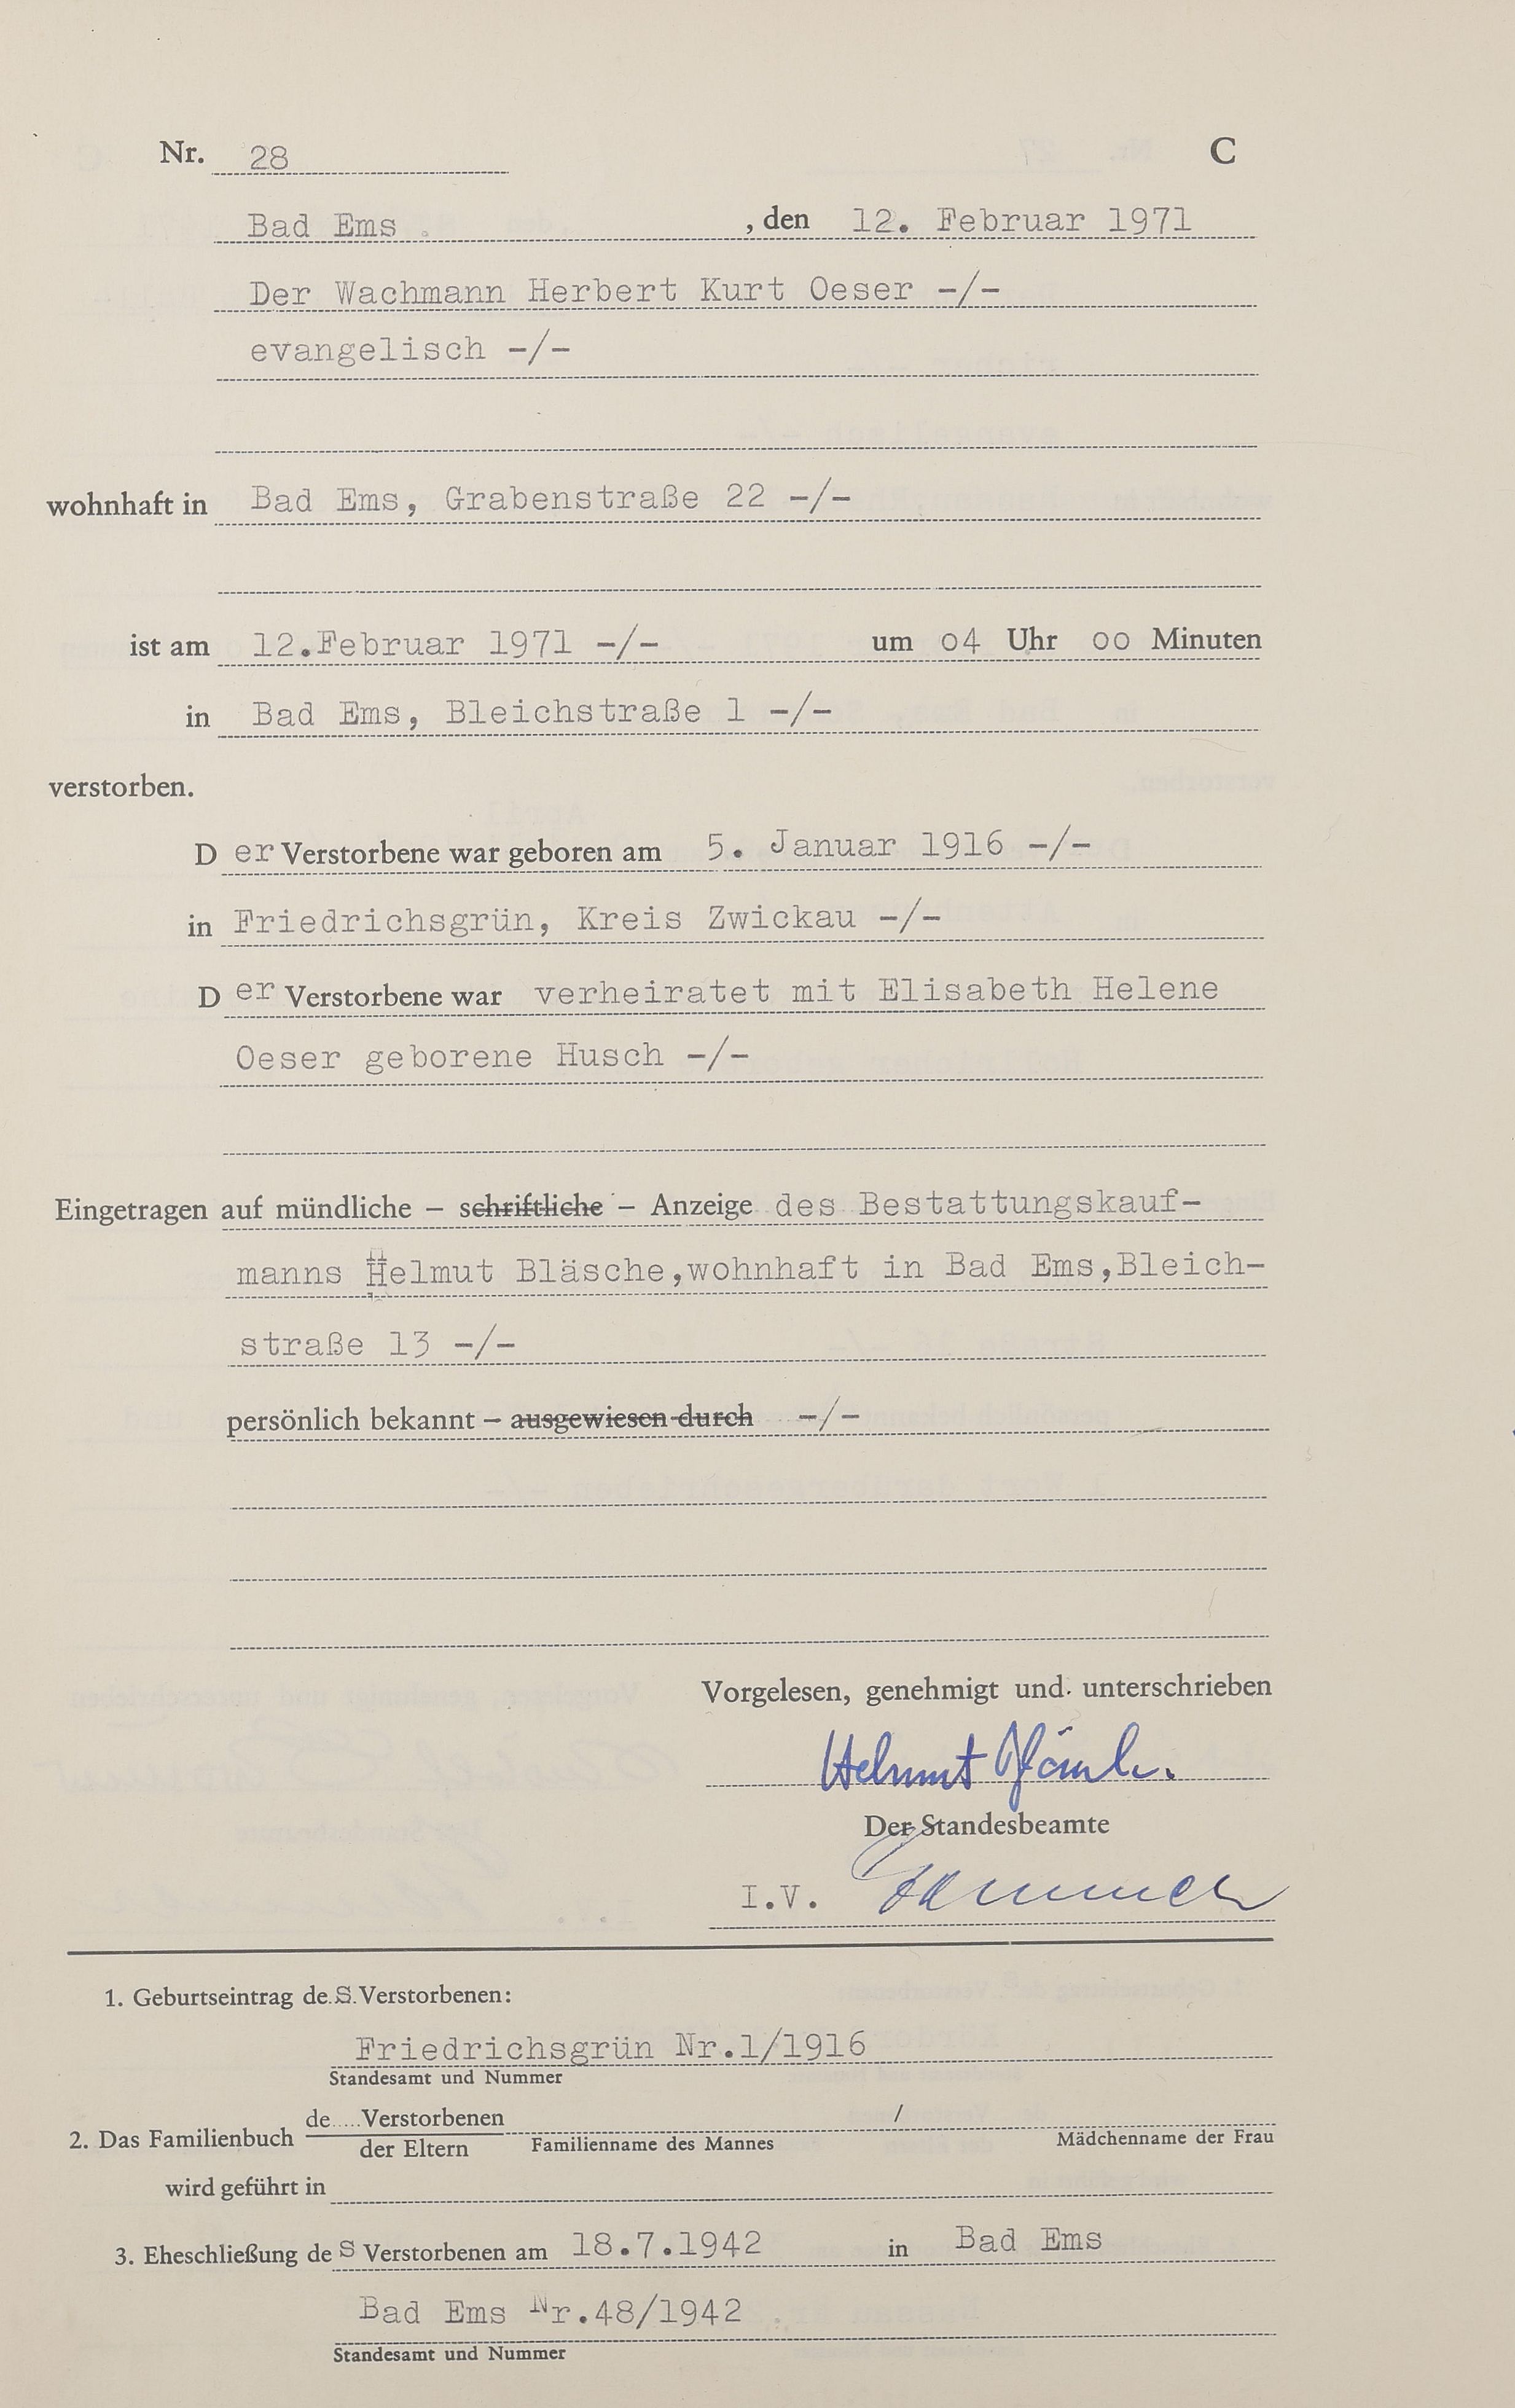 Nr. 28 C
Bad Ems , den 12. Februar 1971
Der Wachmann Herbert Kurt Oeser -/-
evangelisch -/-
wohnhaft in Bad Ems, Grabenstraße 22 -/-
ist am 12.Februar 1971 -/- um 04 Uhr 00 Minuten
in Bad Ems, Bleichstraße 1 -/-
verstorben.
D er Verstorbene war geboren am 5. Januar 1916 -/-
in Friedrichsgrün, Kreis Zwickau -/-
D er Verstorbene war verheiratet mit Elisabeth Helene
Oeser geborene Husch -/-
Eingetragen auf mündliche – schriftliche – Anzeige des Bestattungskauf-
manns Helmut Bläsche,wohnhaft in Bad Ems,Bleich-
straße 13 -/-
persönlich bekannt – ausgewiesen durch -/-
Vorgelesen, genehmigt und unterschrieben
Helmut
Der Standesbeamte
I.V.
1. Geburtseintrag de s Verstorbenen:
Friedrichsgrün Nr.1/1916
Standesamt und Nummer
de.....Verstorbenen /
2. Das Familienbuch der Eltern Familienname des Mannes Mädchenname der Frau
wird geführt in
3. Eheschließung de s Verstorbenen am 18.7.1942 in Bad Ems
Bad Ems Nr.48/1942
Standesamt und Nummer